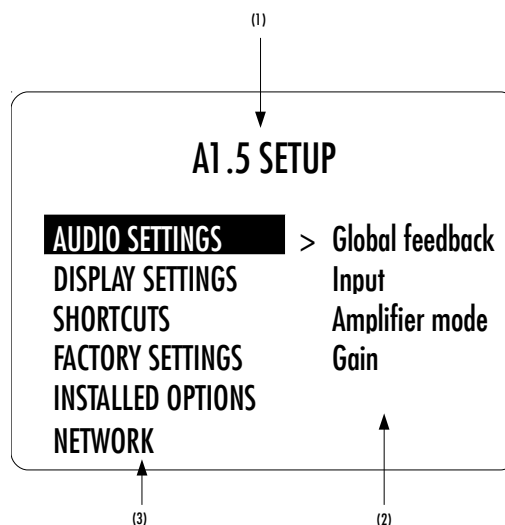 (1)
A1.5 SETUP
AUDIO SETTINGS > Global feedback
DISPLAY SETTINGS Input
SHORTCUTS Amplifier mode
FACTORY SETTINGS Gain
INSTALLED OPTIONS
NETWORK
(3) (2)